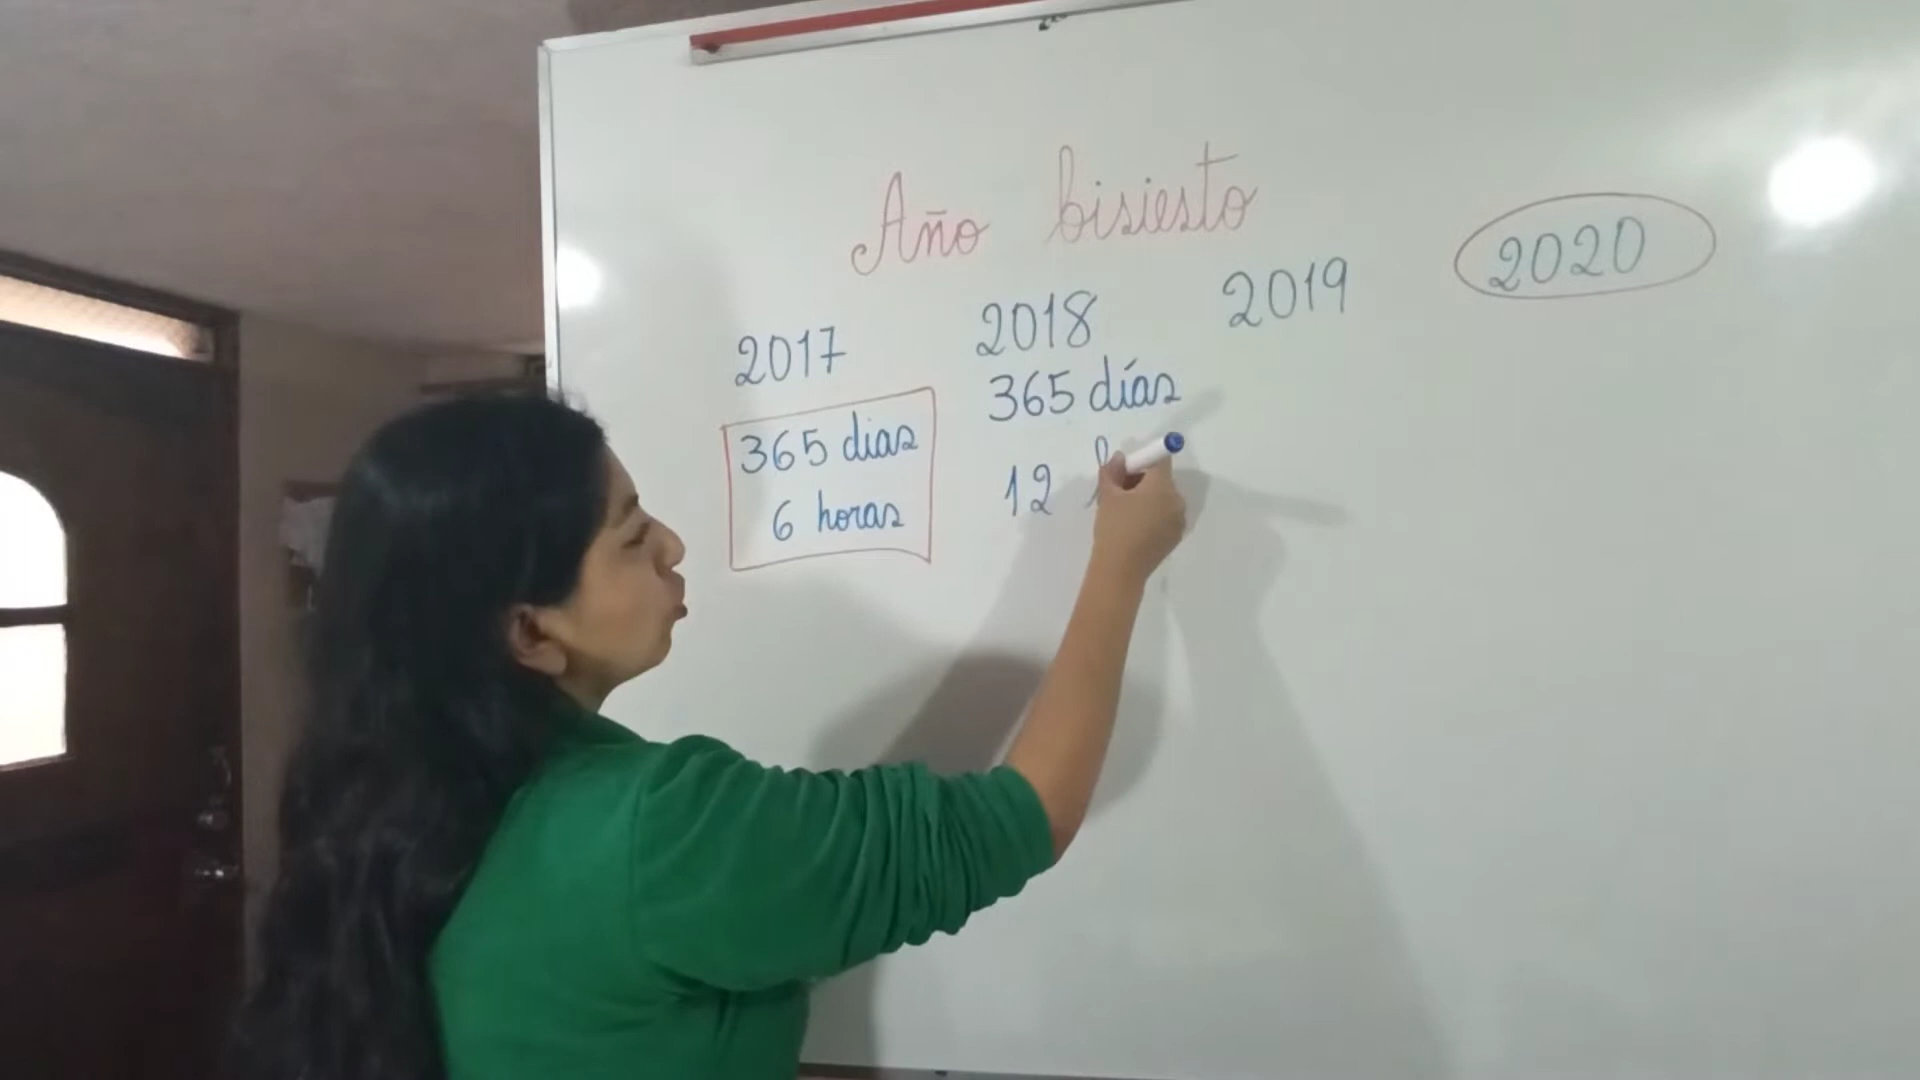 Año bisiesto
2017 2018 2019 2020
365 dias
6 horas
365 días
12